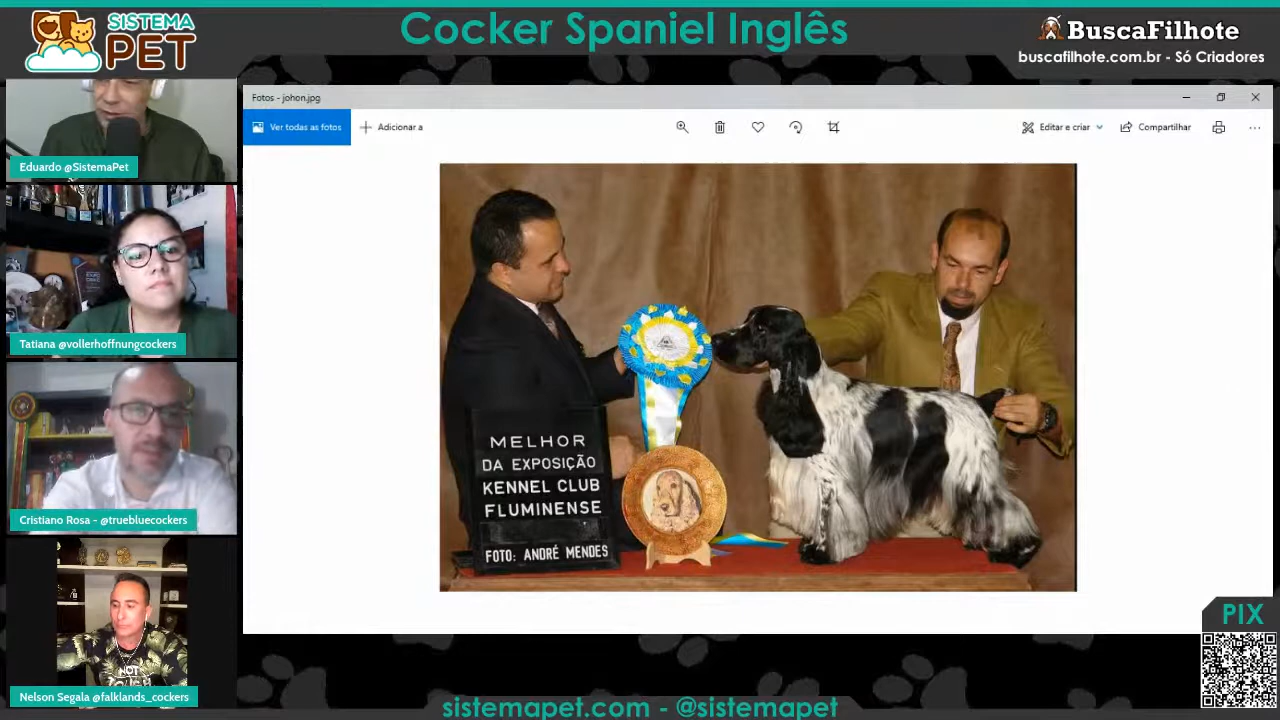 SISTEMA
PET
Cocker Spaniel Inglês
BuscaFilhote
buscafilhote.com.br - Só Criadores
Fotos - johon.jpg
Ver todas as fotos
Adicionar a
Editar e criar
Compartilhar
Eduardo @SistemaPet
Tatiana @vollerhoffnungcockers
Cristiano Rosa - @truebluecockers
Nelson Segala @falklands_cockers
MELHOR
DA EXPOSIÇÃO
KENNEL CLUB
FLUMINENSE
FOTO: ANDRÉ MENDES
NOT
PIX
sistemapet.com - @sistemapet